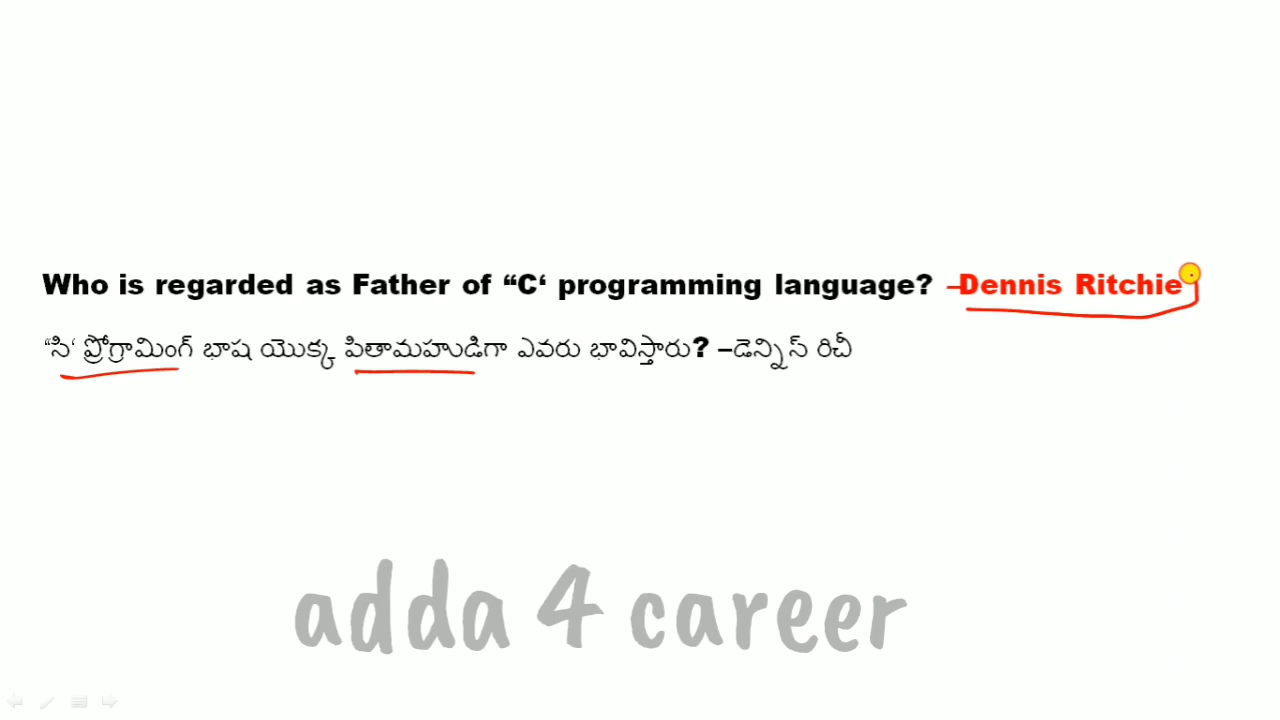 Who is regarded as Father of “C‘ programming language? –Dennis Ritchie
“సి‘ ప్రోగ్రామింగ్ భాష యొక్క పితామహుడిగా ఎవరు భావిస్తారు? –డెన్నిస్ రిచీ
adda 4 career